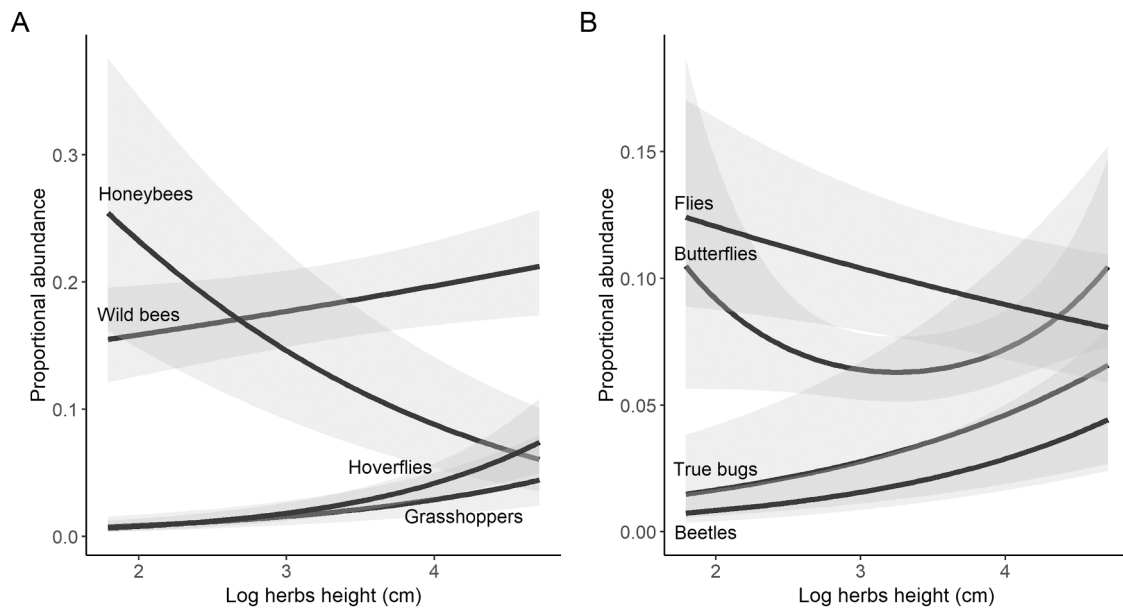 A
Proportional abundance
0.3
0.2
0.1
0.0
Honeybees
Wild bees
Hoverflies
Grasshoppers
2
3
4
Log herbs height (cm)
B
Proportional abundance
0.15
0.10
0.05
0.00
Flies
Butterflies
True bugs
Beetles
2
3
4
Log herbs height (cm)